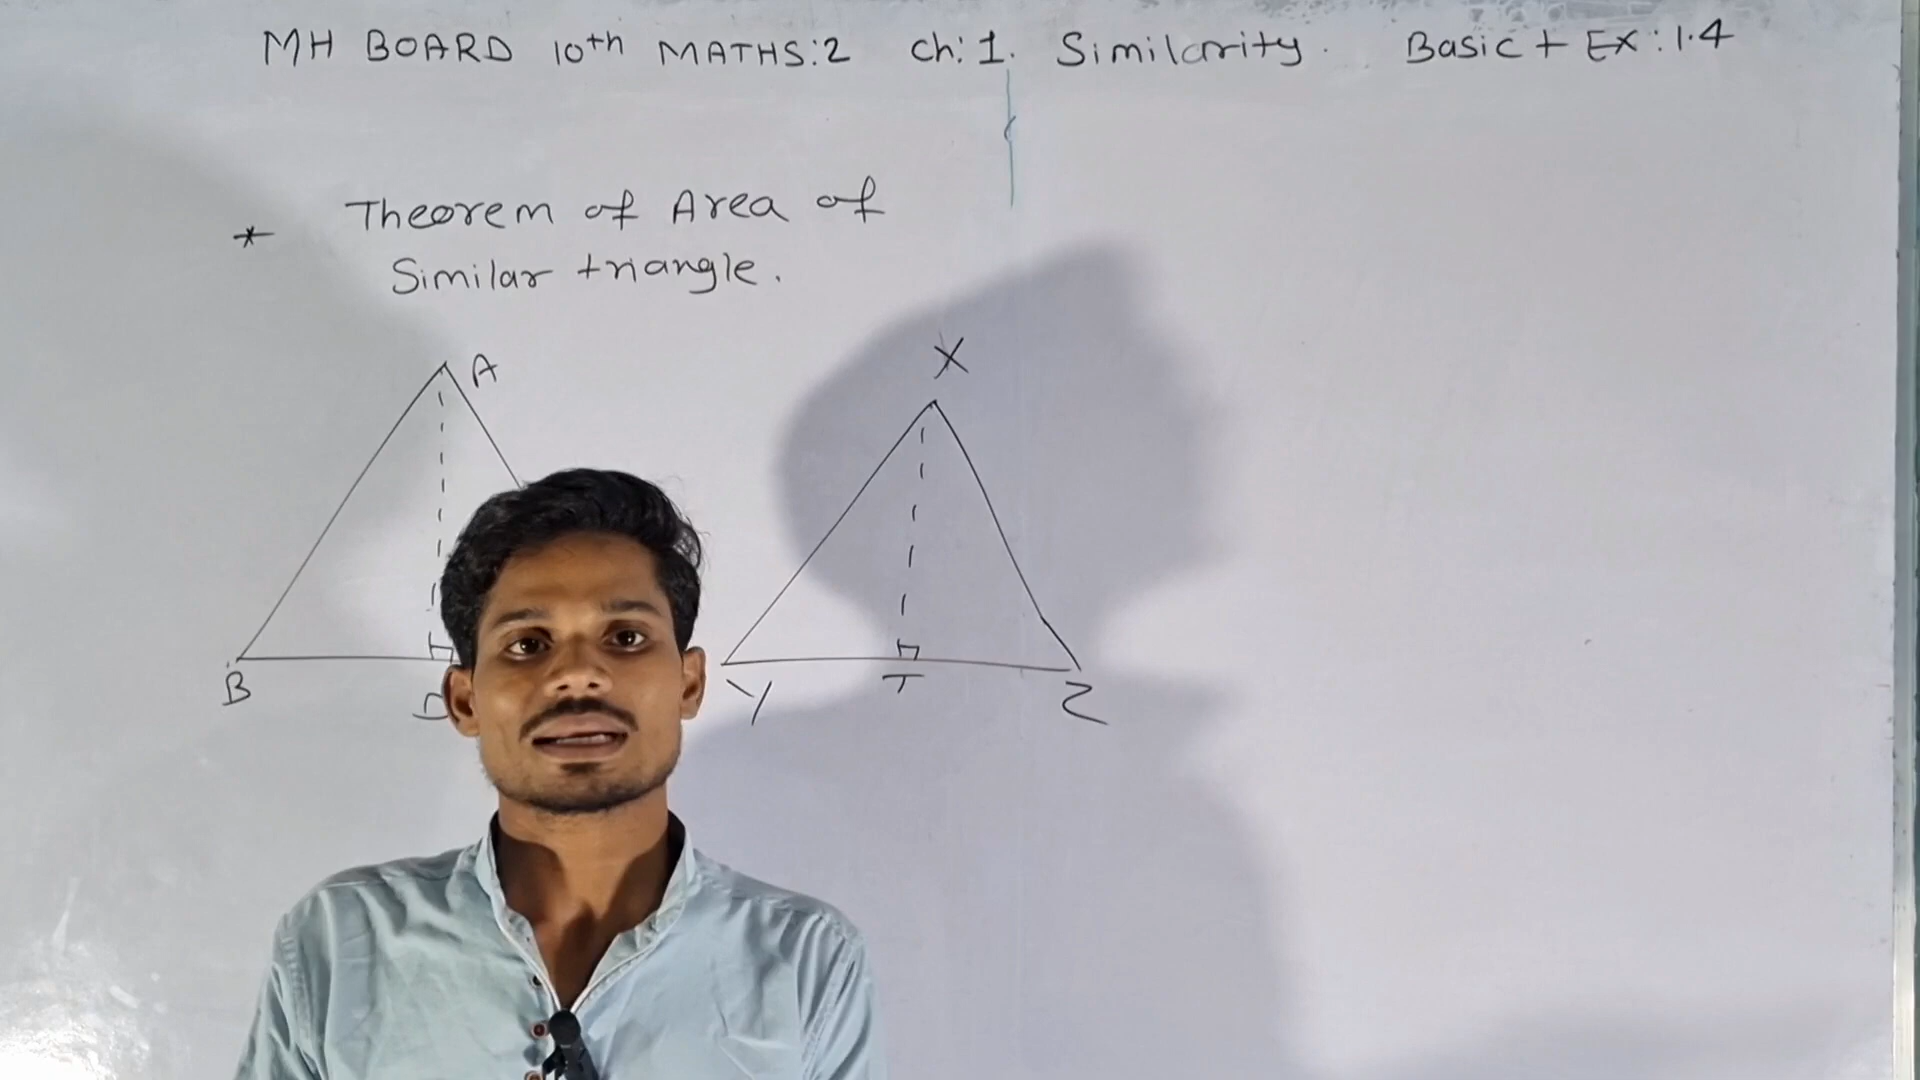 MH BOARD 10th MATHS:2 Ch:1. Similarity. Basic + EX:1.4
* Theorem of Area of
Similar triangle.
A
X
B
D
Y
T
Z